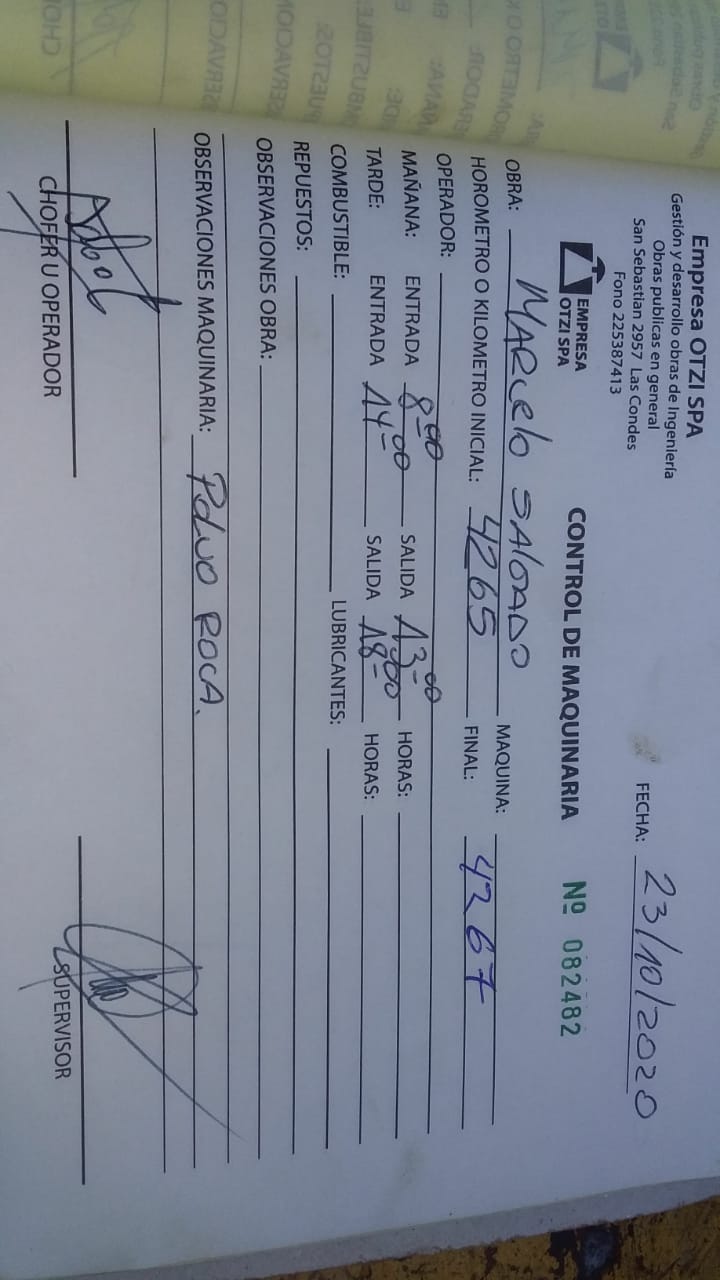 Empresa OTZI SPA
Gestión y desarrollo obras de Ingeniería
Obras publicas en general
San Sebastian 2957 Las Condes
Fono 225387413
FECHA: 23/10/2020
EMPRESA
OTZI SPA
CONTROL DE MAQUINARIA Nº 082482
OBRA: MARCelo SALGADO MAQUINA:
HOROMETRO O KILOMETRO INICIAL: 4265 FINAL: 4267
OPERADOR:
MAÑANA: ENTRADA 8:00 SALIDA 13:00 HORAS:
TARDE: ENTRADA 14:00 SALIDA 18:00 HORAS:
COMBUSTIBLE: LUBRICANTES:
REPUESTOS:
OBSERVACIONES OBRA:
OBSERVACIONES MAQUINARIA: POLVO ROCA.
CHOFER U OPERADOR SUPERVISOR